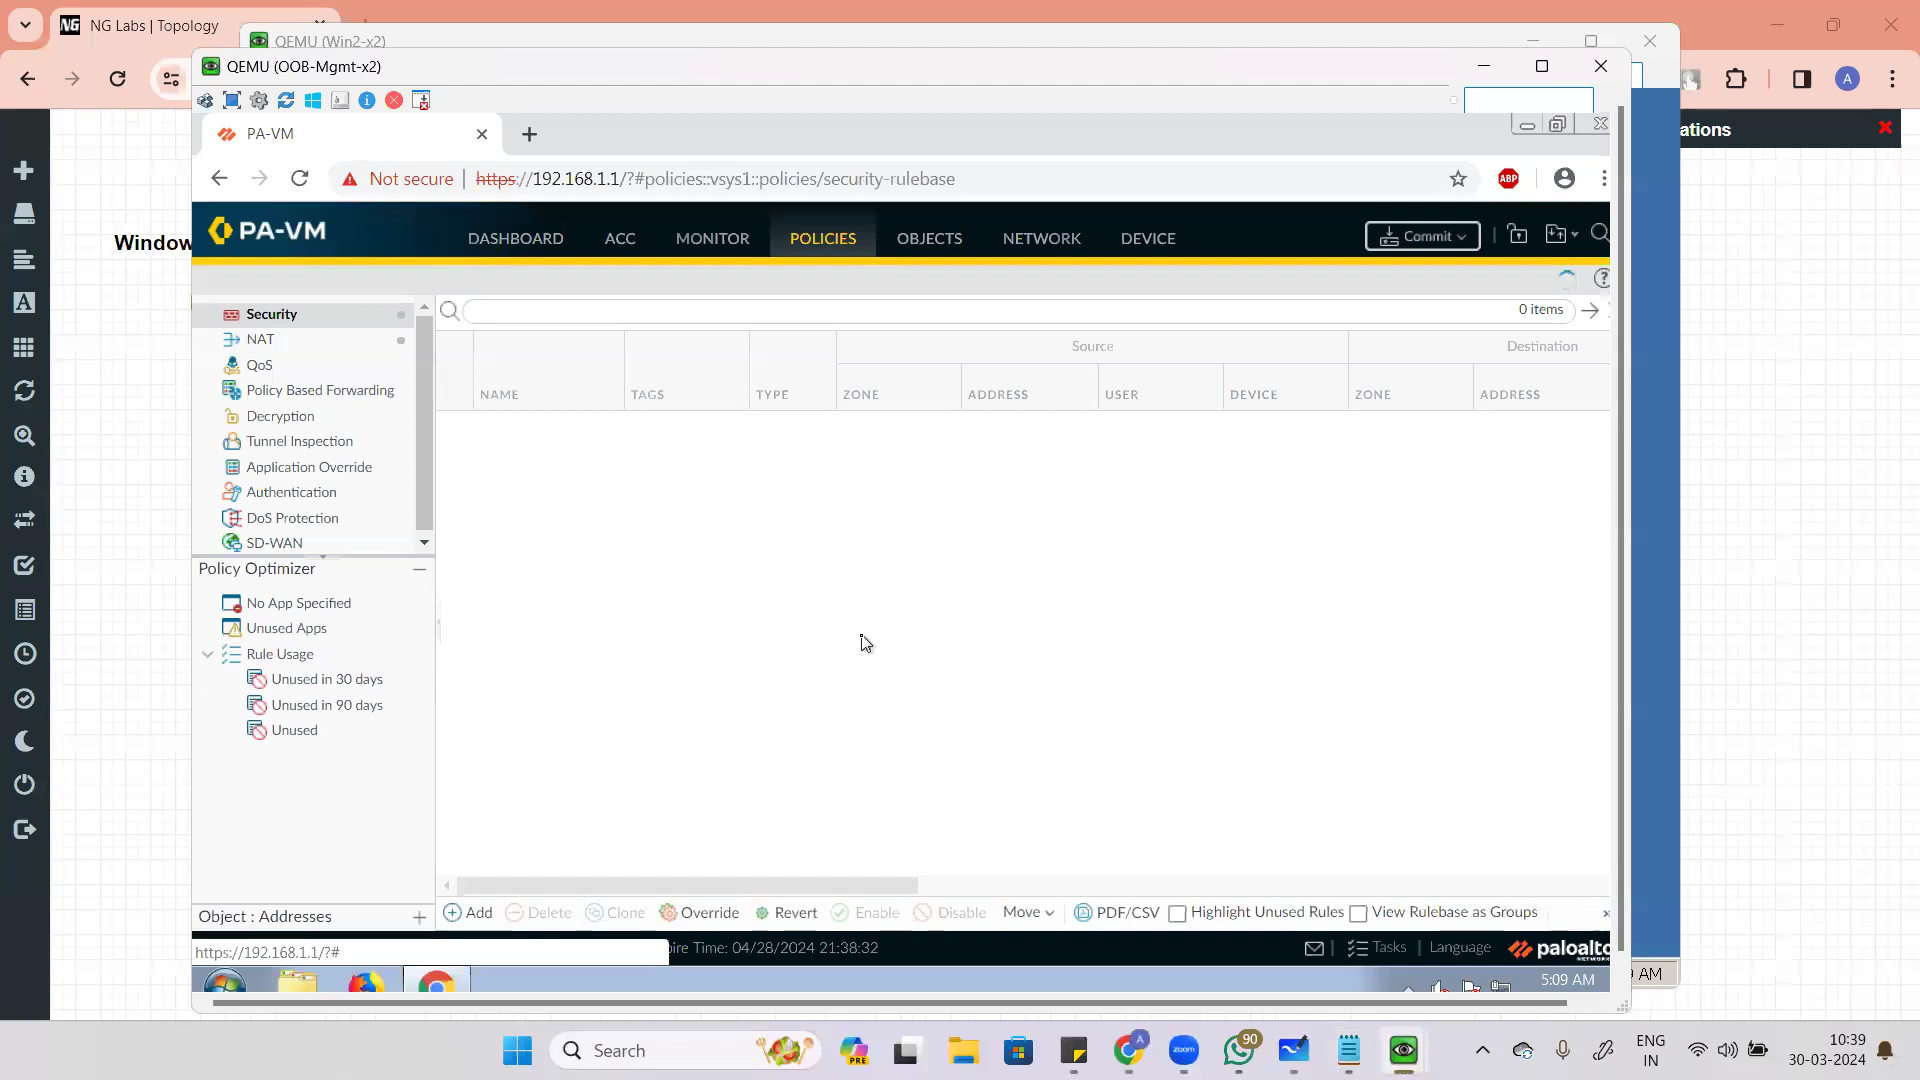 NG Labs | Topology
QEMU (Win2-x2)
QEMU (OOB-Mgmt-x2)
A
PA-VM
ations
Not secure | https://192.168.1.1/?#policies::vsys1::policies/security-rulebase
ABP
Window
PA-VM
DASHBOARD
ACC
MONITOR
POLICIES
OBJECTS
NETWORK
DEVICE
Commit
Security
NAT
QoS
Policy Based Forwarding
Decryption
Tunnel Inspection
Application Override
Authentication
DoS Protection
SD-WAN
0 items
Source
Destination
NAME
TAGS
TYPE
ZONE
ADDRESS
USER
DEVICE
ZONE
ADDRESS
Policy Optimizer
No App Specified
Unused Apps
Rule Usage
Unused in 30 days
Unused in 90 days
Unused
Object : Addresses
Add
Delete
Clone
Override
Revert
Enable
Disable
Move
PDF/CSV
Highlight Unused Rules
View Rulebase as Groups
https://192.168.1.1/?#
ire Time: 04/28/2024 21:38:32
Tasks
Language
paloalto
NETWORKS
5:09 AM
AM
Search
PRE
A
zoom
90
ENG
IN
10:39
30-03-2024